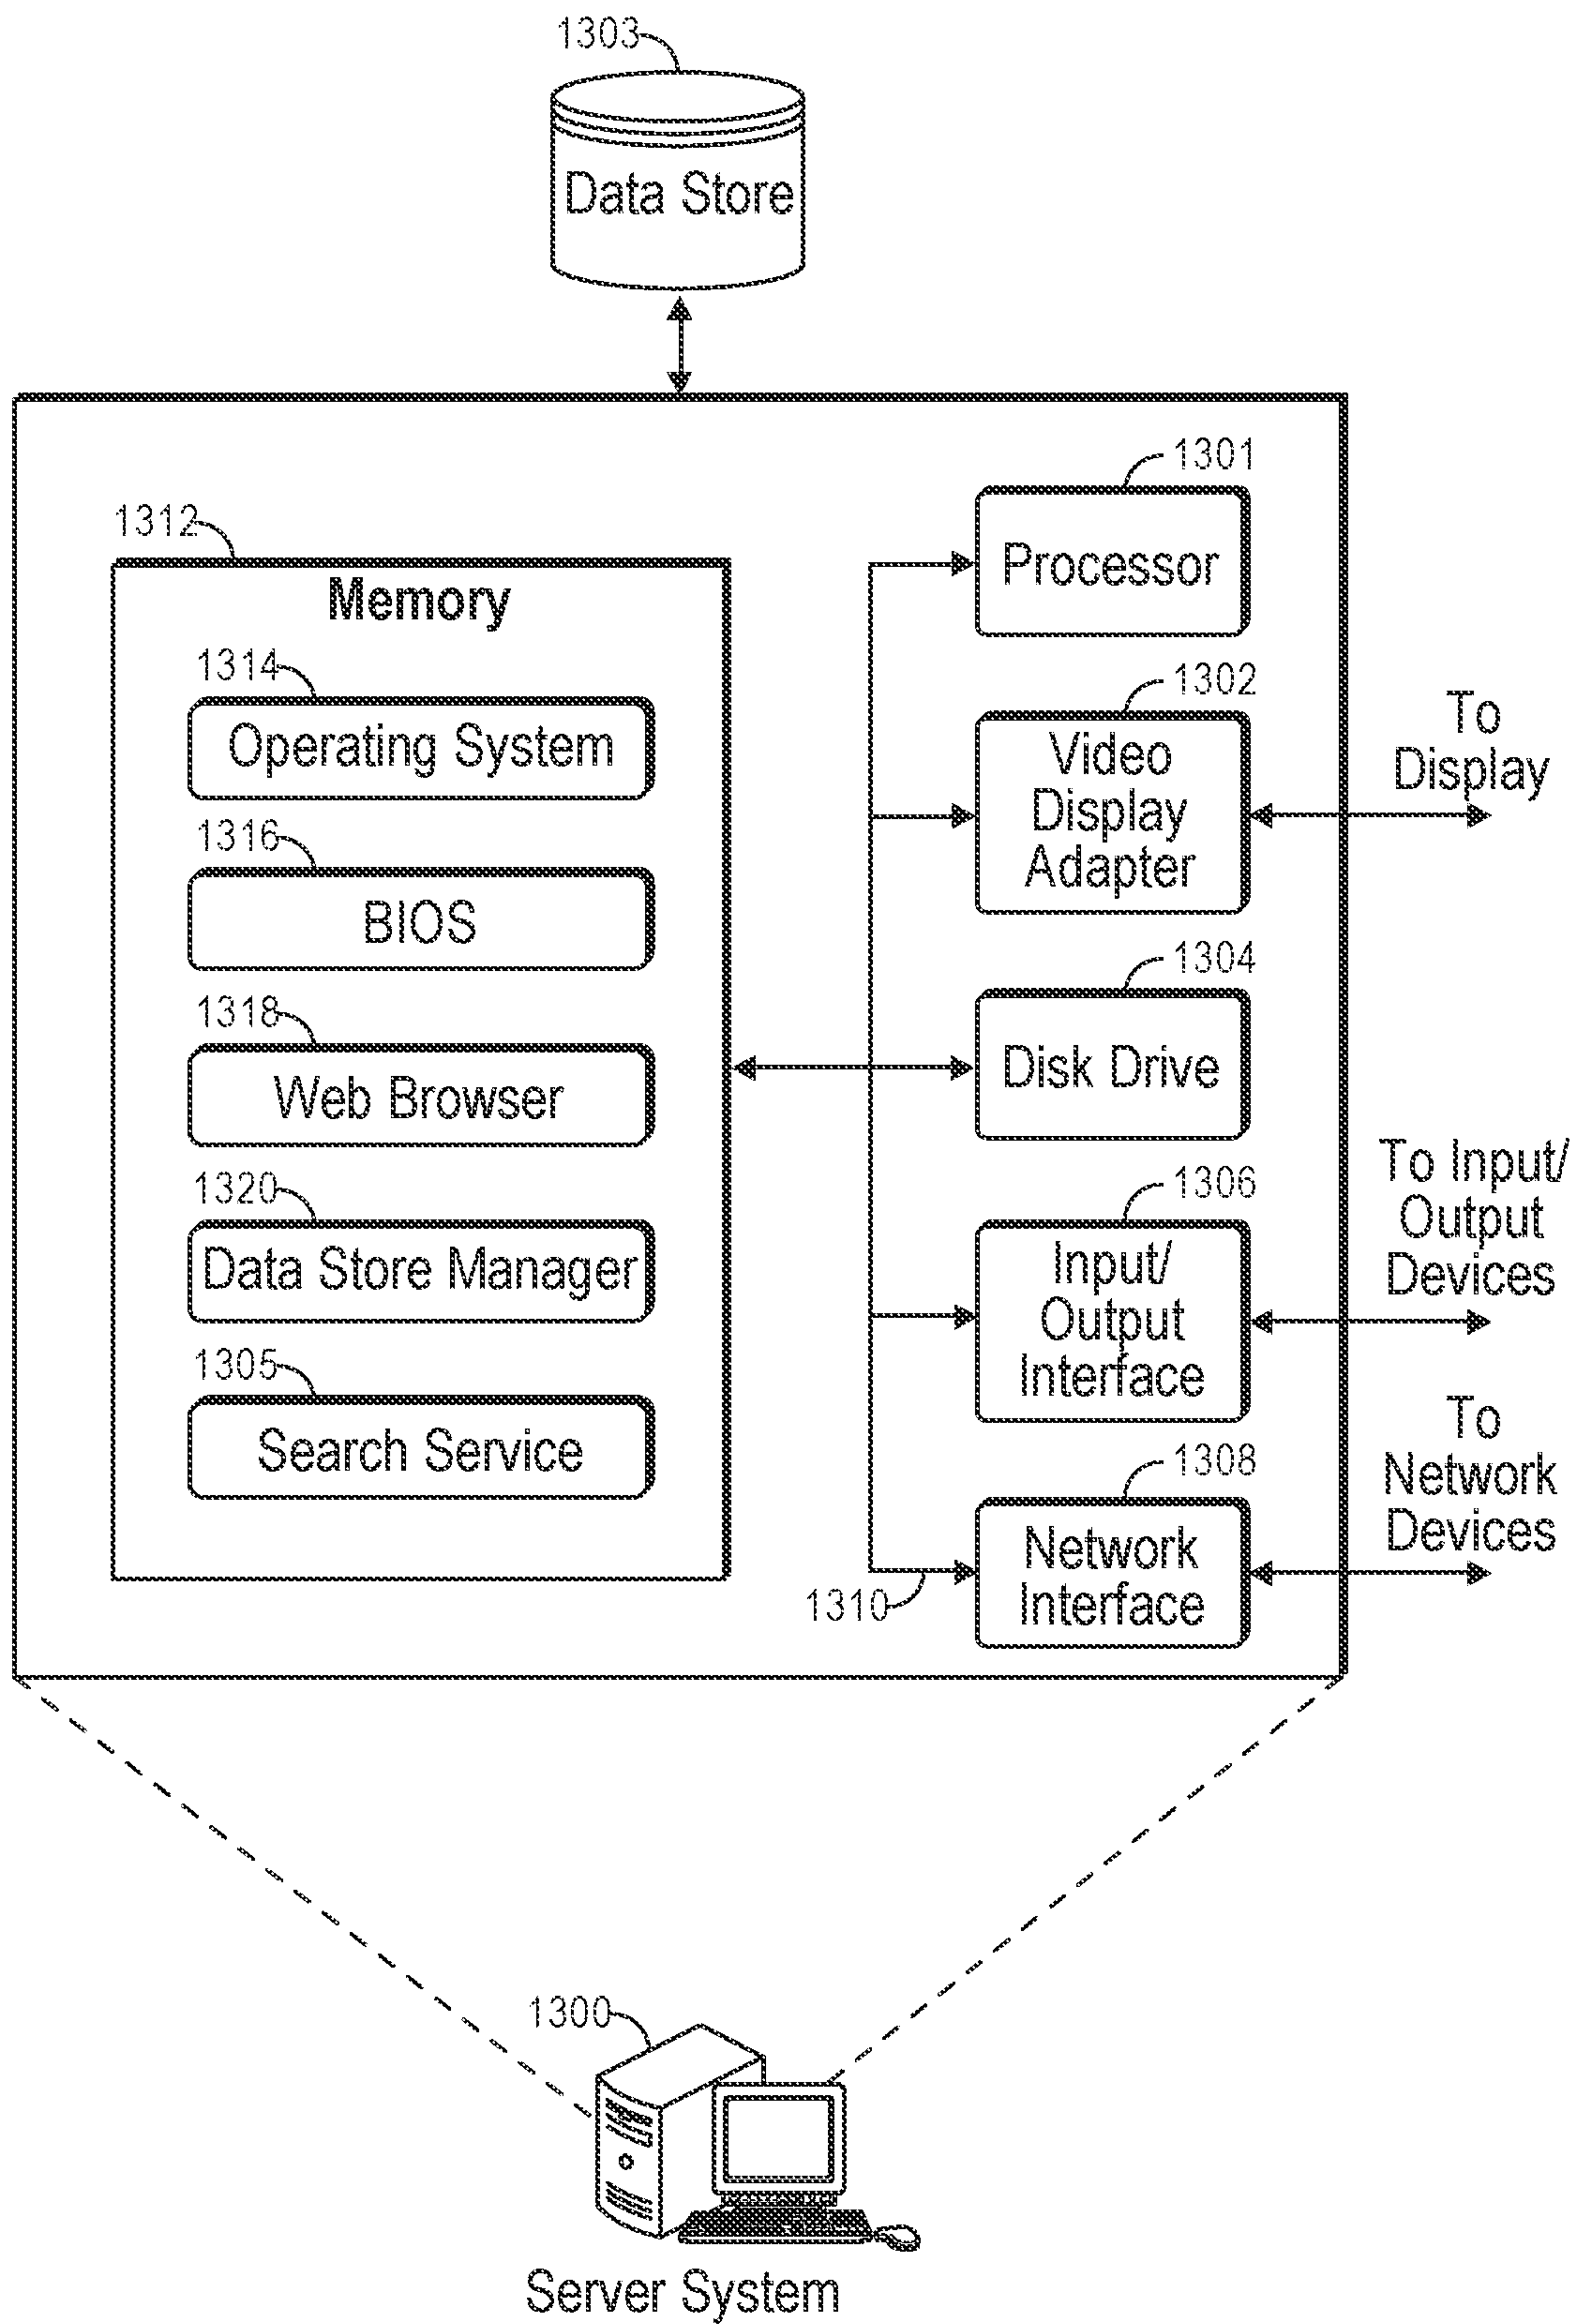 1303
Data Store
1312
Memory
1314
Operating System
1316
BIOS
1318
Web Browser
1320
Data Store Manager
1305
Search Service
1301
Processor
1302
Video
Display
Adapter
To
Display
1304
Disk Drive
1306
Input/
Output
Interface
To Input/
Output
Devices
1308
Network
Interface
To
Network
Devices
1310
1300
Server System